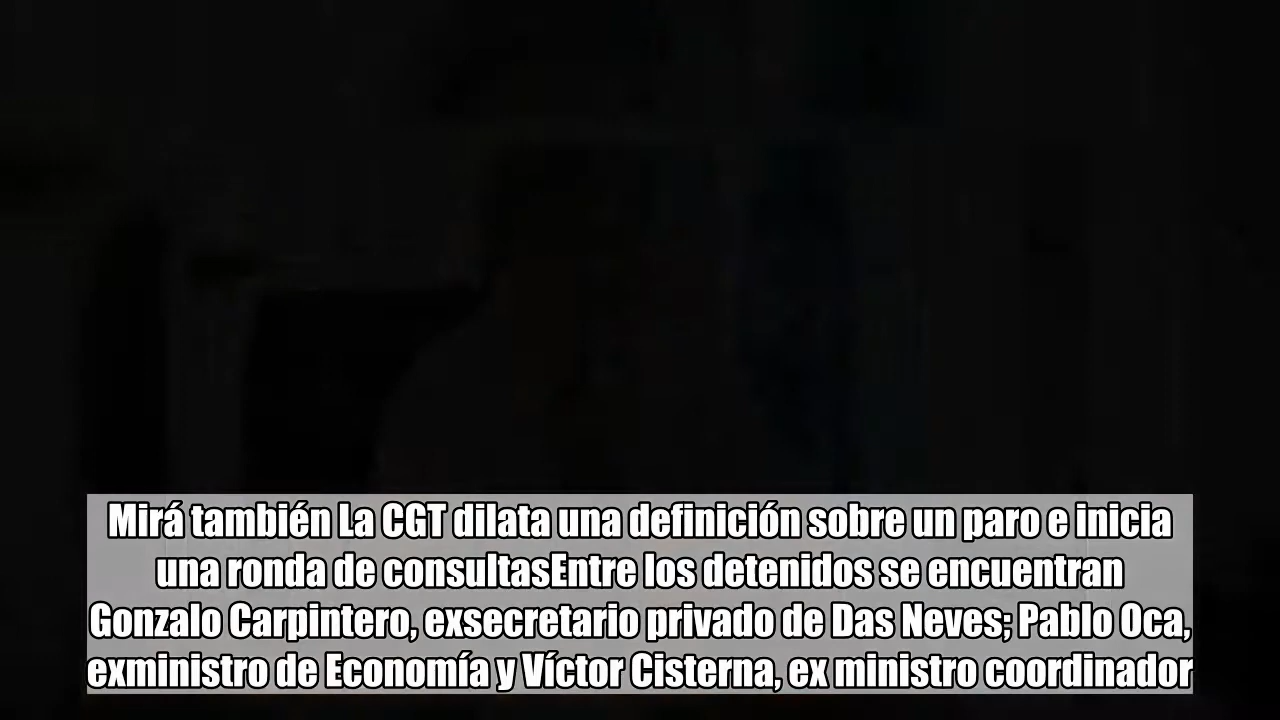 Mirá también La CGT dilata una definición sobre un paro e inicia
una ronda de consultasEntre los detenidos se encuentran
Gonzalo Carpintero, exsecretario privado de Das Neves; Pablo Oca,
exministro de Economía y Víctor Cisterna, ex ministro coordinador